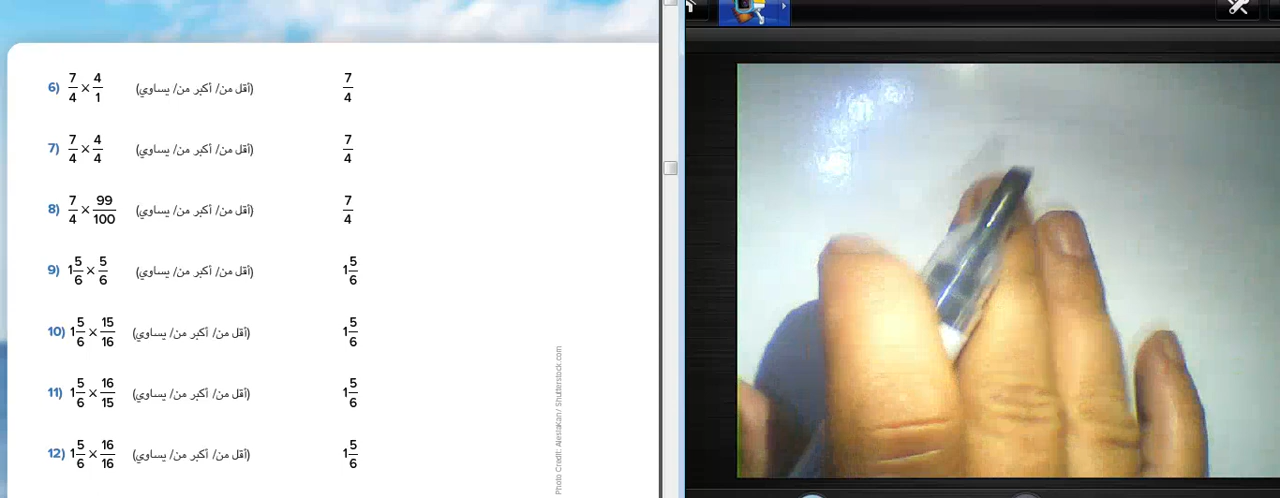 6) 7/4 × 4/1 (أقل من/ أكبر من/ يساوي) 7/4
7) 7/4 × 4/4 (أقل من/ أكبر من/ يساوي) 7/4
8) 7/4 × 99/100 (أقل من/ أكبر من/ يساوي) 7/4
9) 1 5/6 × 5/6 (أقل من/ أكبر من/ يساوي) 1 5/6
10) 1 5/6 × 15/16 (أقل من/ أكبر من/ يساوي) 1 5/6
11) 1 5/6 × 16/15 (أقل من/ أكبر من/ يساوي) 1 5/6
12) 1 5/6 × 16/16 (أقل من/ أكبر من/ يساوي) 1 5/6
Photo Credit: AlesiaKan / Shutterstock.com